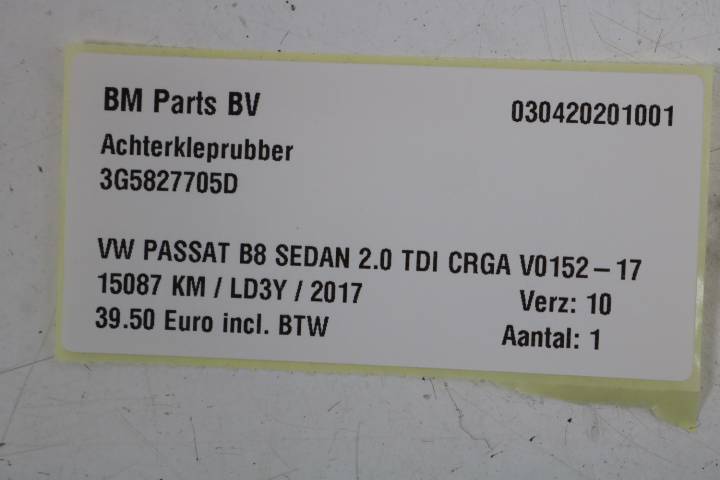 BM Parts BV 030420201001
Achterkleprubber
3G5827705D
VW PASSAT B8 SEDAN 2.0 TDI CRGA V0152-17
15087 KM / LD3Y / 2017 Verz: 10
39.50 Euro incl. BTW Aantal: 1